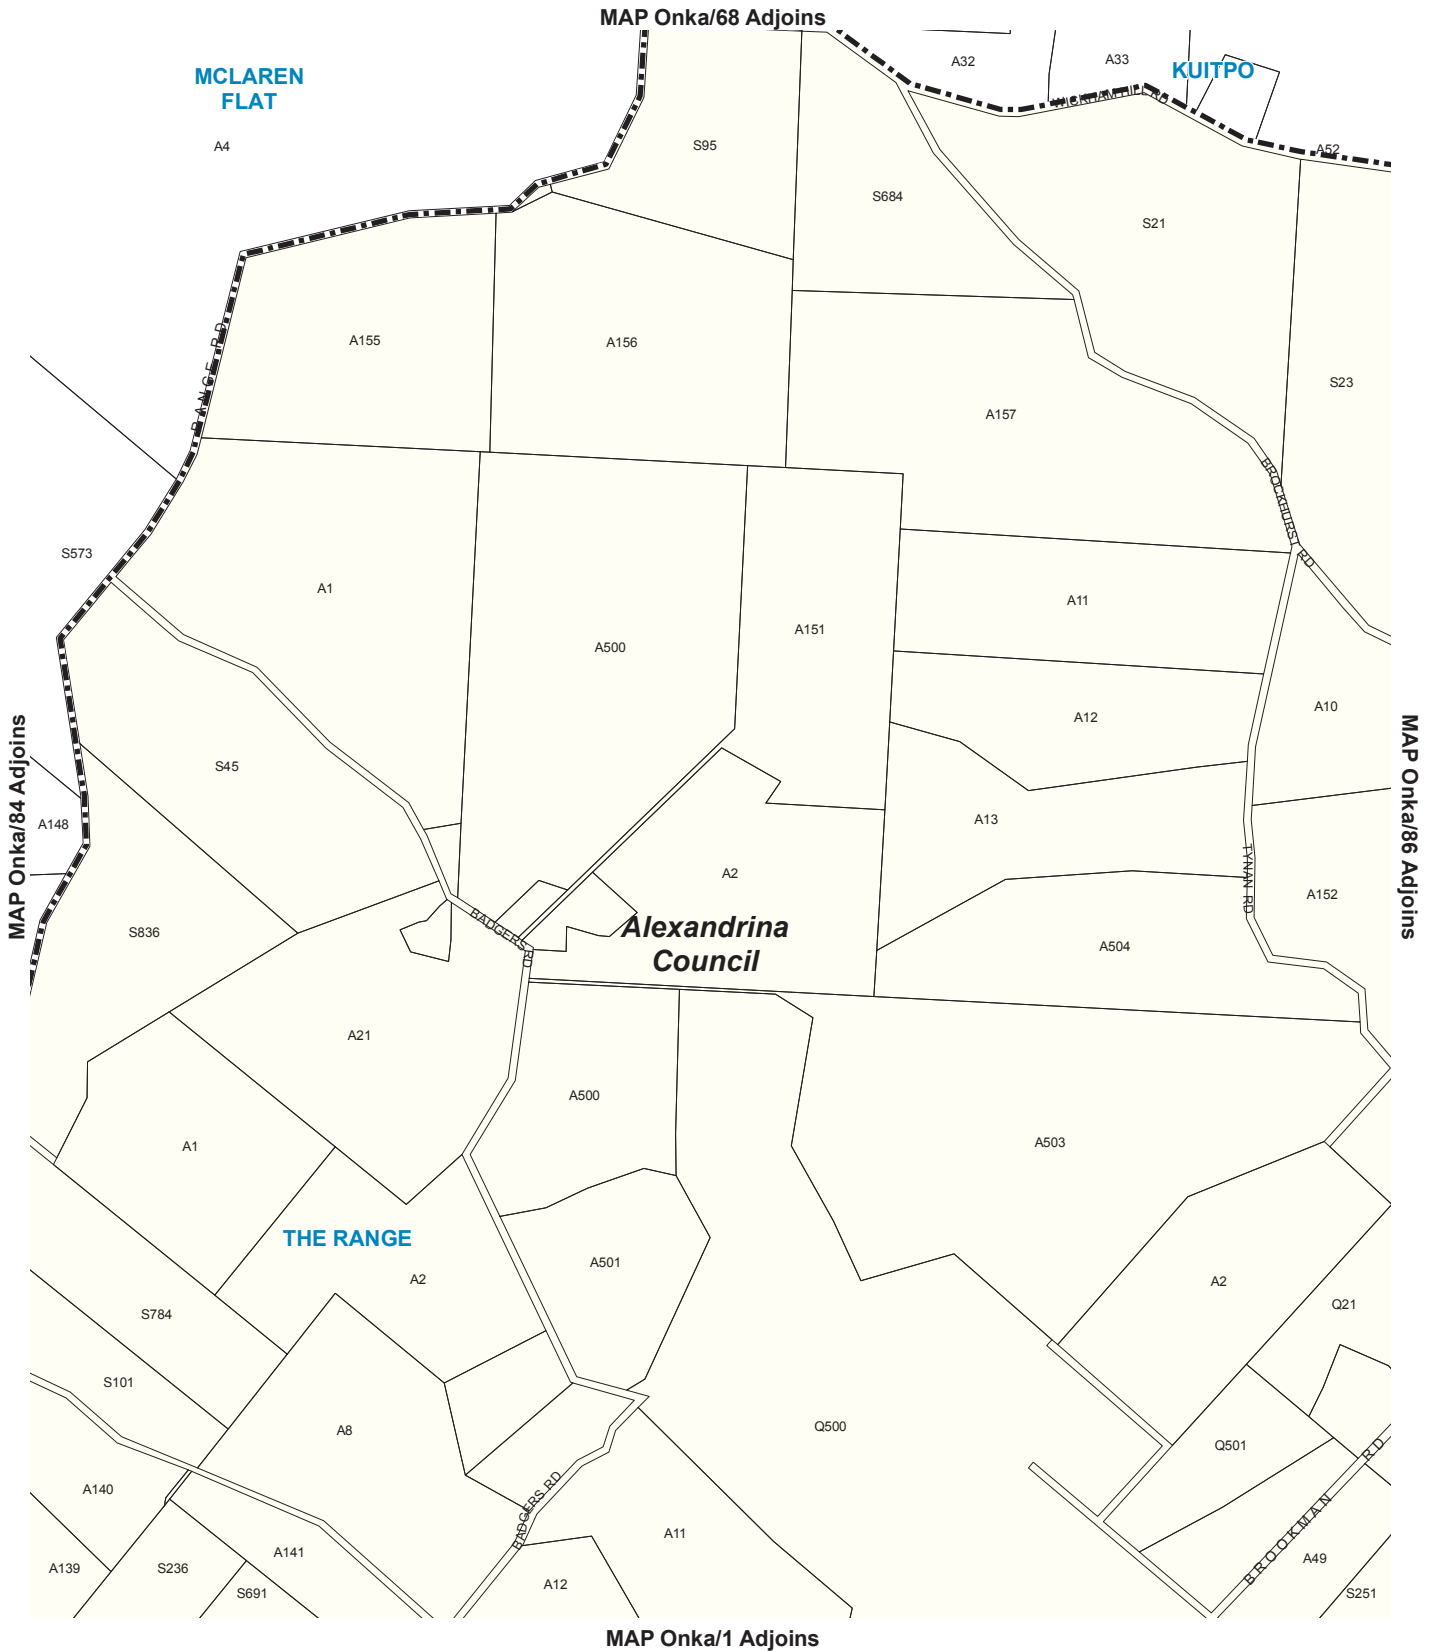 MAP Onka/68 Adjoins
MCLAREN
FLAT
KUITPO
A32
A33
WICKHAM HILL RD
A4
S95
A52
S684
S21
RANGE RD
A155
A156
S23
A157
BROCKHURST RD
S573
A1
A11
A151
A500
A10
A12
S45
MAP Onka/84 Adjoins
MAP Onka/86 Adjoins
A148
A13
A2
TYNAN RD
A152
S836
BADGERS RD
Alexandrina
Council
A504
A21
A500
A1
A503
THE RANGE
A501
A2
A2
Q21
S784
S101
A8
Q500
Q501
BROOKMAN RD
A140
BADGERS RD
A11
A141
A139
S236
A49
A12
S691
S251
MAP Onka/1 Adjoins